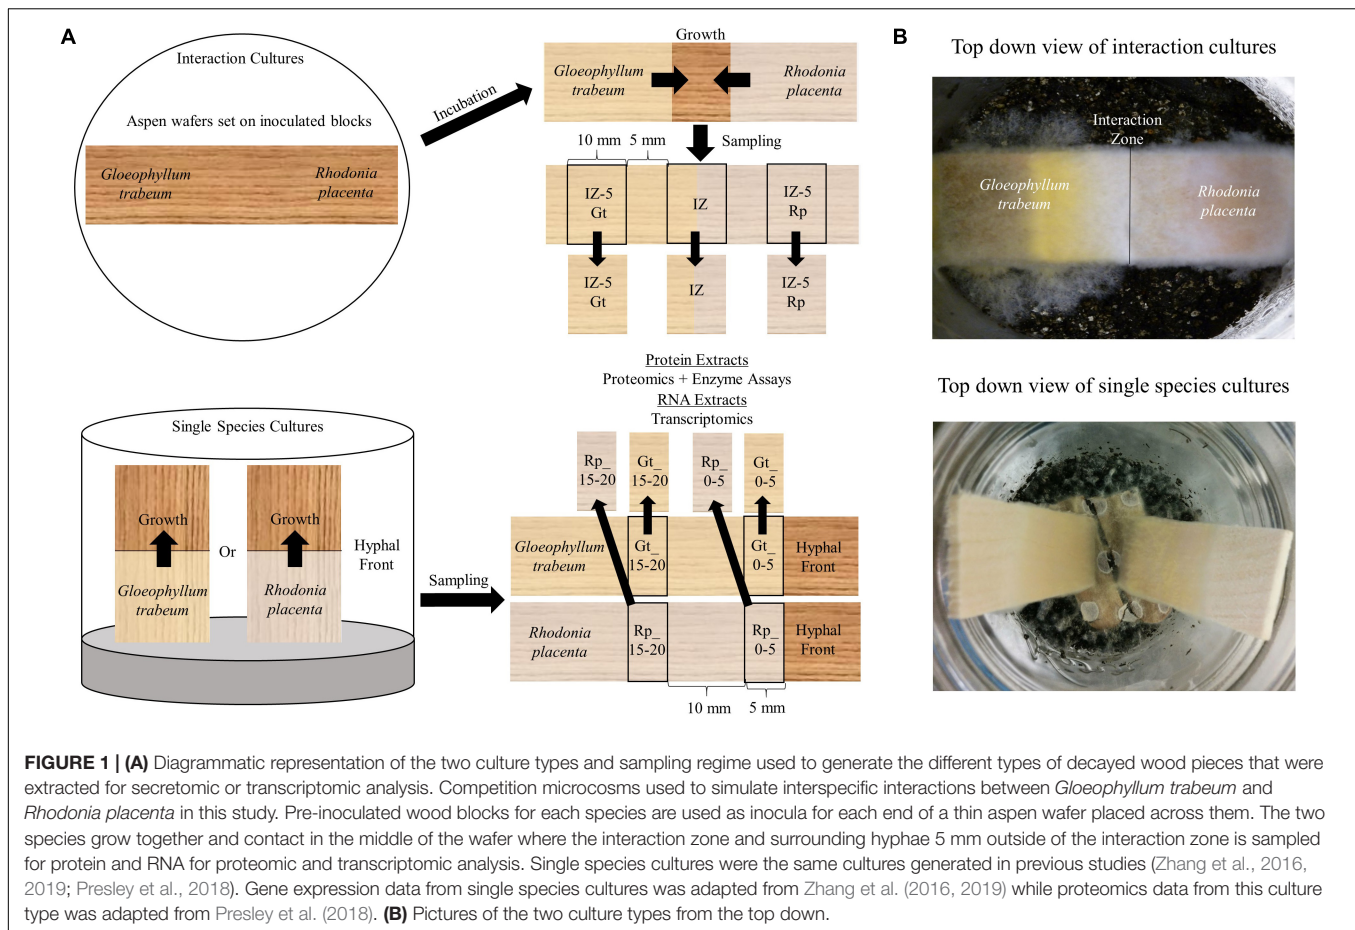 A
Interaction Cultures
Aspen wafers set on inoculated blocks
Gloeophyllum
trabeum
Rhodonia
placenta
Incubation
Growth
Gloeophyllum
trabeum
Rhodonia
placenta
Sampling
10 mm
5 mm
IZ-5
Gt
IZ
IZ-5
Rp
IZ-5
Gt
IZ
IZ-5
Rp
Protein Extracts
Proteomics + Enzyme Assays
RNA Extracts
Transcriptomics
Single Species Cultures
Growth
Gloeophyllum
trabeum
Or
Growth
Rhodonia
placenta
Hyphal
Front
Sampling
Rp_
15-20
Gt_
15-20
Rp_
0-5
Gt_
0-5
Gloeophyllum
trabeum
Gt_
15-20
Gt_
0-5
Hyphal
Front
Rhodonia
placenta
Rp_
15-20
Rp_
0-5
Hyphal
Front
10 mm
5 mm
B
Top down view of interaction cultures
Interaction
Zone
Gloeophyllum
trabeum
Rhodonia
placenta
Top down view of single species cultures
FIGURE 1 | (A) Diagrammatic representation of the two culture types and sampling regime used to generate the different types of decayed wood pieces that were
extracted for secretomic or transcriptomic analysis. Competition microcosms used to simulate interspecific interactions between Gloeophyllum trabeum and
Rhodonia placenta in this study. Pre-inoculated wood blocks for each species are used as inocula for each end of a thin aspen wafer placed across them. The two
species grow together and contact in the middle of the wafer where the interaction zone and surrounding hyphae 5 mm outside of the interaction zone is sampled
for protein and RNA for proteomic and transcriptomic analysis. Single species cultures were the same cultures generated in previous studies (Zhang et al., 2016,
2019; Presley et al., 2018). Gene expression data from single species cultures was adapted from Zhang et al. (2016, 2019) while proteomics data from this culture
type was adapted from Presley et al. (2018). (B) Pictures of the two culture types from the top down.